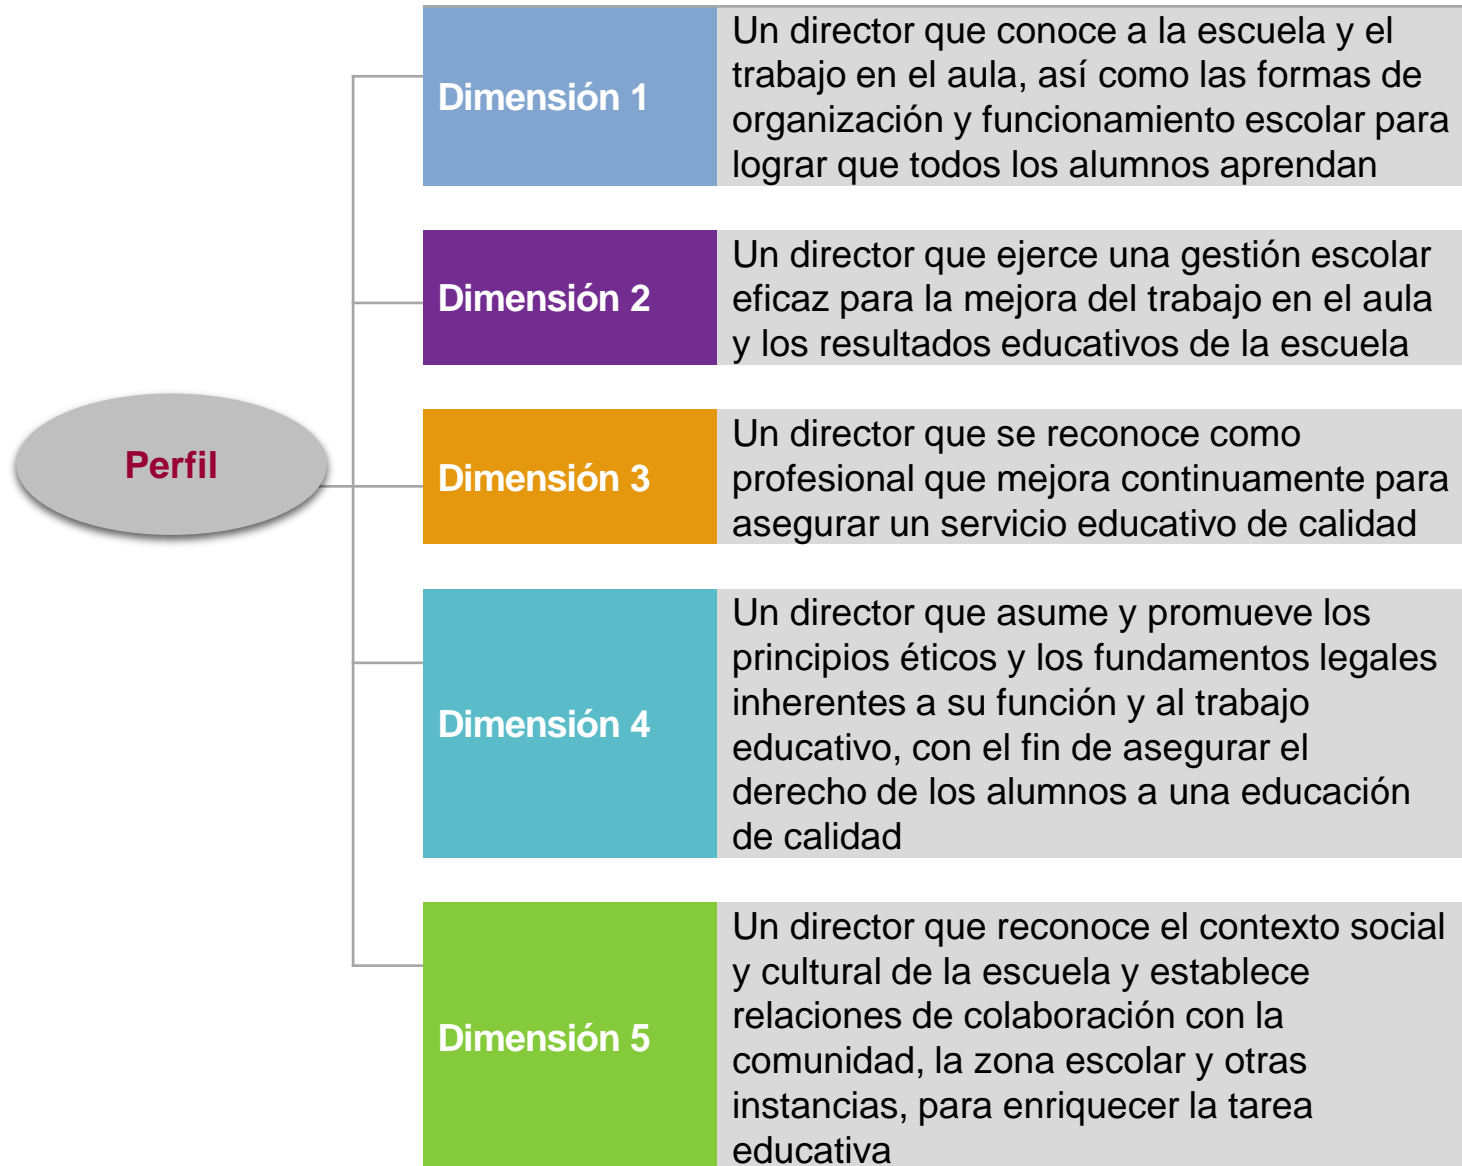 Perfil
Dimensión 1
Un director que conoce a la escuela y el
trabajo en el aula, así como las formas de
organización y funcionamiento escolar para
lograr que todos los alumnos aprendan
Dimensión 2
Un director que ejerce una gestión escolar
eficaz para la mejora del trabajo en el aula
y los resultados educativos de la escuela
Dimensión 3
Un director que se reconoce como
profesional que mejora continuamente para
asegurar un servicio educativo de calidad
Dimensión 4
Un director que asume y promueve los
principios éticos y los fundamentos legales
inherentes a su función y al trabajo
educativo, con el fin de asegurar el
derecho de los alumnos a una educación
de calidad
Dimensión 5
Un director que reconoce el contexto social
y cultural de la escuela y establece
relaciones de colaboración con la
comunidad, la zona escolar y otras
instancias, para enriquecer la tarea
educativa